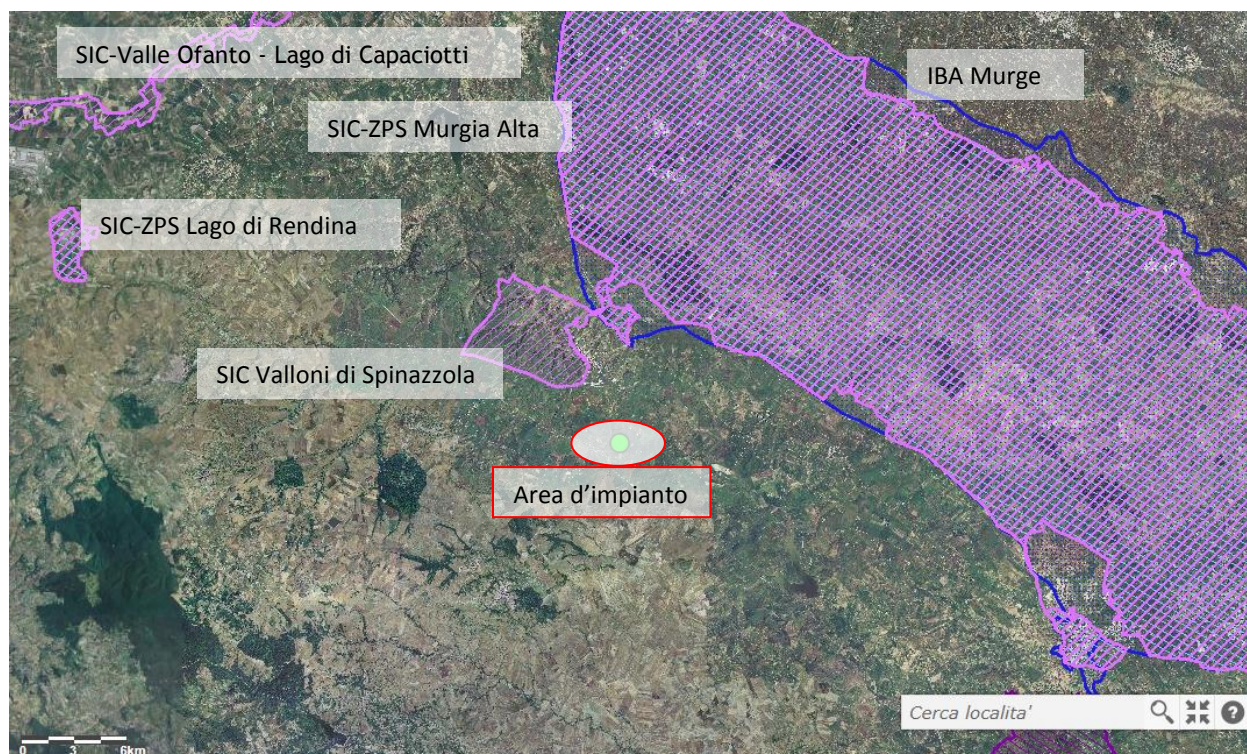 SIC-Valle Ofanto - Lago di Capaciotti
IBA Murge
SIC-ZPS Murgia Alta
SIC-ZPS Lago di Rendina
SIC Valloni di Spinazzola
Area d’impianto
Cerca localita'
0 3 6km